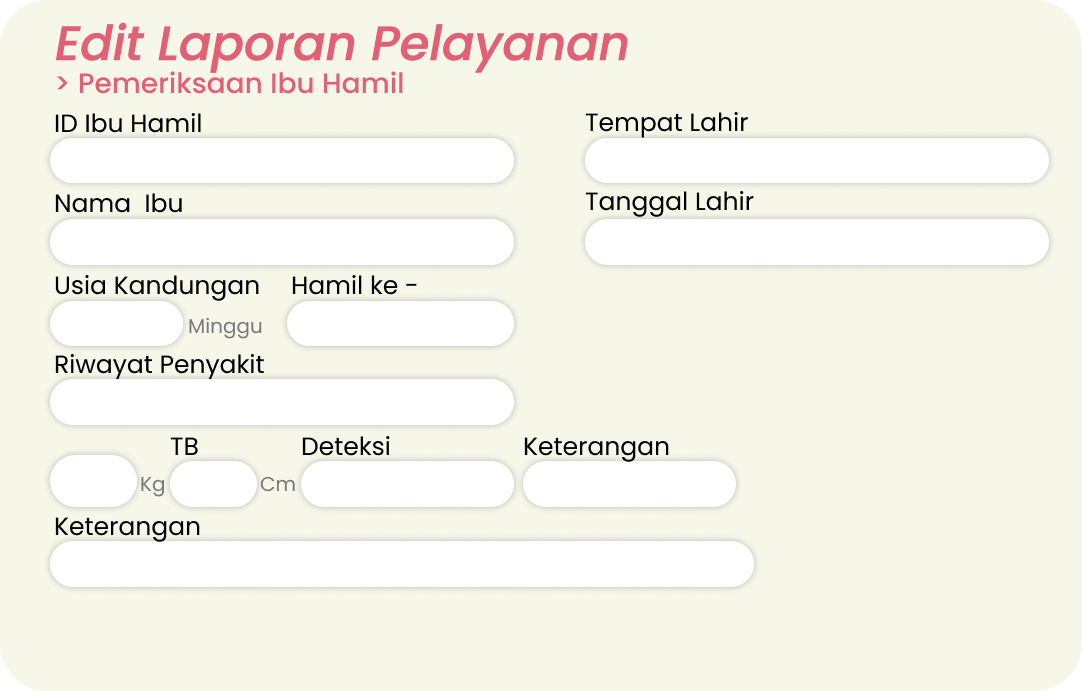 Edit Laporan Pelayanan
> Pemeriksaan Ibu Hamil
ID Ibu Hamil
Tempat Lahir
Nama Ibu
Tanggal Lahir
Usia Kandungan
Hamil ke -
Minggu
Riwayat Penyakit
TB
Deteksi
Keterangan
Kg
Cm
Keterangan